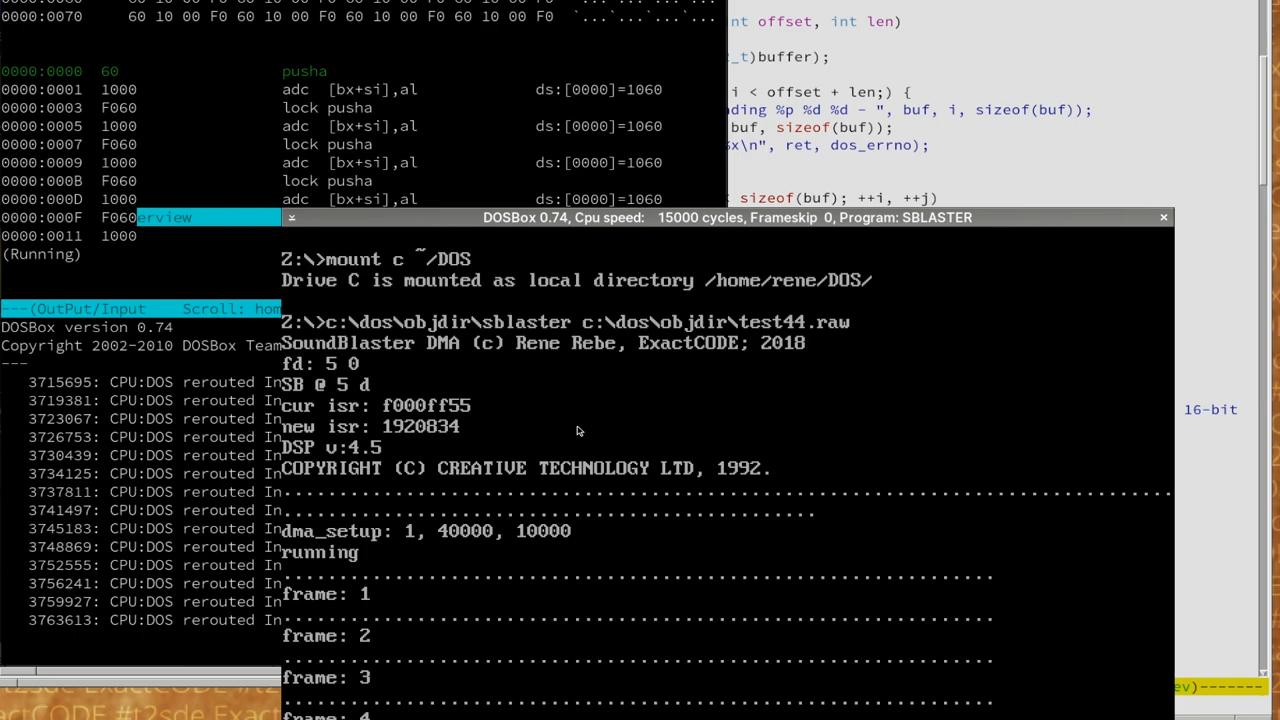 0000:0070 60 10 00 F0 60 10 00 F0 60 10 00 F0 60 10 00 F0 `...`...`...`...
0000:0000 60 pusha
0000:0001 1000 adc [bx+si],al ds:[0000]=1060
0000:0003 F060 lock pusha
0000:0005 1000 adc [bx+si],al ds:[0000]=1060
0000:0007 F060 lock pusha
0000:0009 1000 adc [bx+si],al ds:[0000]=1060
0000:000B F060 lock pusha
0000:000D 1000 adc [bx+si],al ds:[0000]=1060
0000:000F F060
erview
0000:0011 1000
(Running)
---(OutPut/Input Scroll: hom
DOSBox version 0.74
Copyright 2002-2010 DOSBox Team
---
3715695: CPU:DOS rerouted In
3719381: CPU:DOS rerouted In
3723067: CPU:DOS rerouted In
3726753: CPU:DOS rerouted In
3730439: CPU:DOS rerouted In
3734125: CPU:DOS rerouted In
3737811: CPU:DOS rerouted In
3741497: CPU:DOS rerouted In
3745183: CPU:DOS rerouted In
3748869: CPU:DOS rerouted In
3752555: CPU:DOS rerouted In
3756241: CPU:DOS rerouted In
3759927: CPU:DOS rerouted In
3763613: CPU:DOS rerouted In
nt offset, int len)
_t)buffer);
i < offset + len;) {
ding %p %d %d - ", buf, i, sizeof(buf));
buf, sizeof(buf));
%x\n", ret, dos_errno);
sizeof(buf); ++i, ++j)
16-bit
ev)-------
DOSBox 0.74, Cpu speed: 15000 cycles, Frameskip 0, Program: SBLASTER
Z:\>mount c ~/DOS
Drive C is mounted as local directory /home/rene/DOS/
Z:\>c:\dos\objdir\sblaster c:\dos\objdir\test44.raw
SoundBlaster DMA (c) Rene Rebe, ExactCODE; 2018
fd: 5 0
SB @ 5 d
cur isr: f000ff55
new isr: 1920834
DSP v:4.5
COPYRIGHT (C) CREATIVE TECHNOLOGY LTD, 1992.
dma_setup: 1, 40000, 10000
running
frame: 1
frame: 2
frame: 3
frame: 4
ExactCODE #t2sde Exact